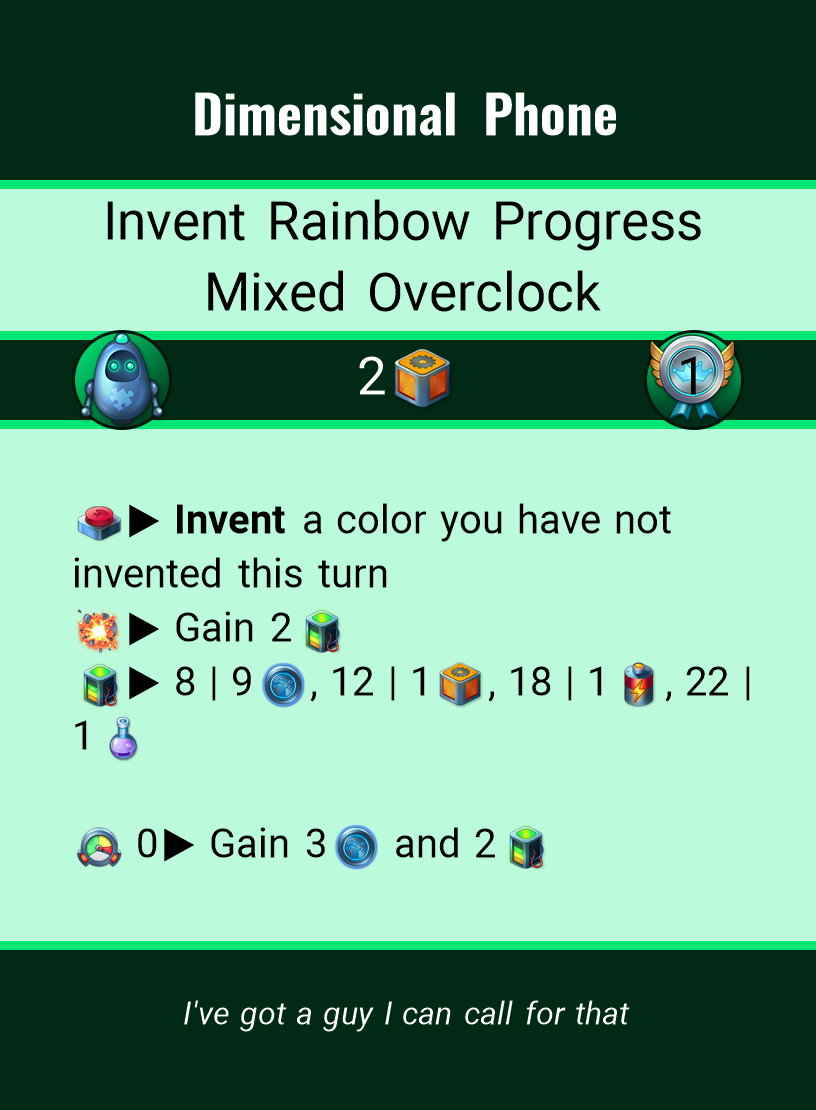 Dimensional Phone
Invent Rainbow Progress
Mixed Overclock
2
1
▶ Invent a color you have not
invented this turn
▶ Gain 2
▶ 8 | 9 , 12 | 1 , 18 | 1 , 22 |
1
0▶ Gain 3 and 2
I've got a guy I can call for that